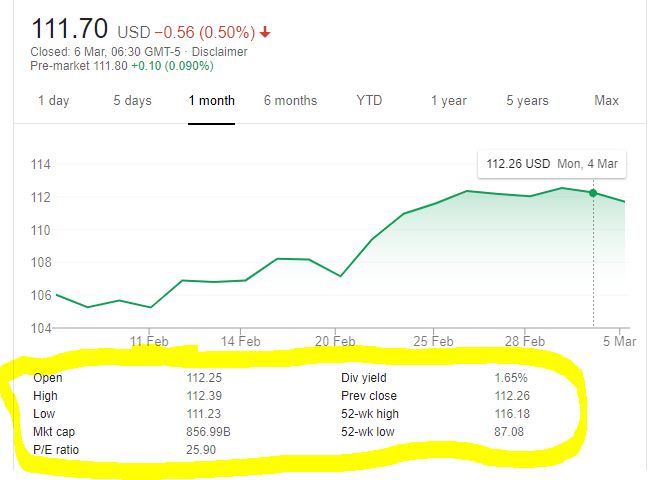 111.70 USD −0.56 (0.50%)
Closed: 6 Mar, 06:30 GMT-5 · Disclaimer
Pre-market 111.80 +0.10 (0.090%)
1 day 5 days 1 month 6 months YTD 1 year 5 years Max
112.26 USD Mon, 4 Mar
114
112
110
108
106
104
11 Feb 14 Feb 20 Feb 25 Feb 28 Feb 5 Mar
Open 112.25 Div yield 1.65%
High 112.39 Prev close 112.26
Low 111.23 52-wk high 116.18
Mkt cap 856.99B 52-wk low 87.08
P/E ratio 25.90